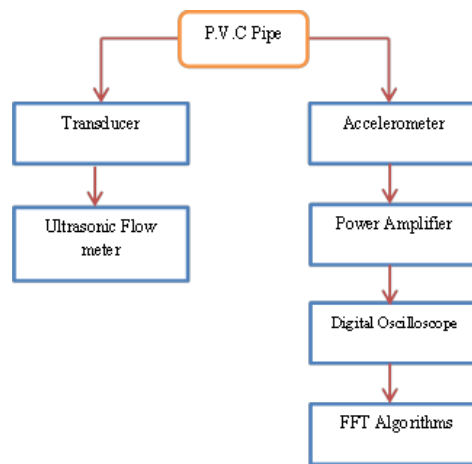 P.V.C Pipe
Transducer
Ultrasonic Flow
meter
Accelerometer
Power Amplifier
Digital Oscilloscope
FFT Algorithms